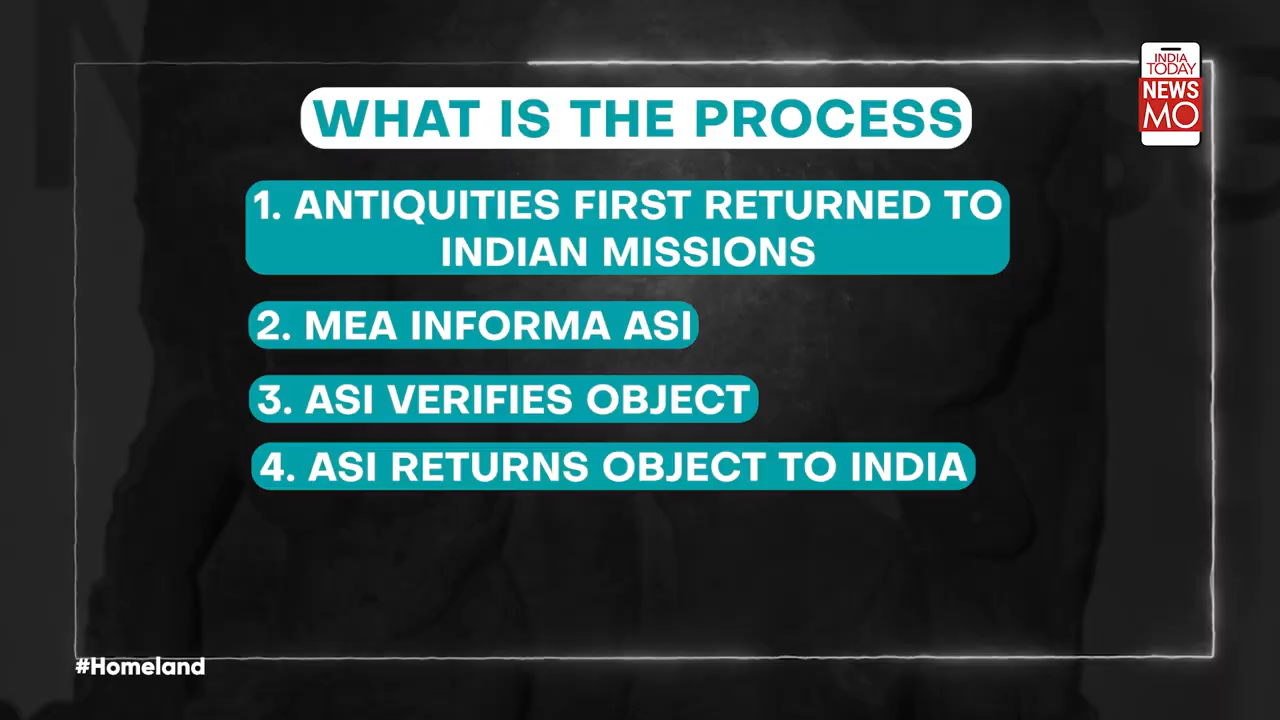 INDIA
TODAY
NEWS
MO
WHAT IS THE PROCESS
1. ANTIQUITIES FIRST RETURNED TO
INDIAN MISSIONS
2. MEA INFORMA ASI
3. ASI VERIFIES OBJECT
4. ASI RETURNS OBJECT TO INDIA
#Homeland